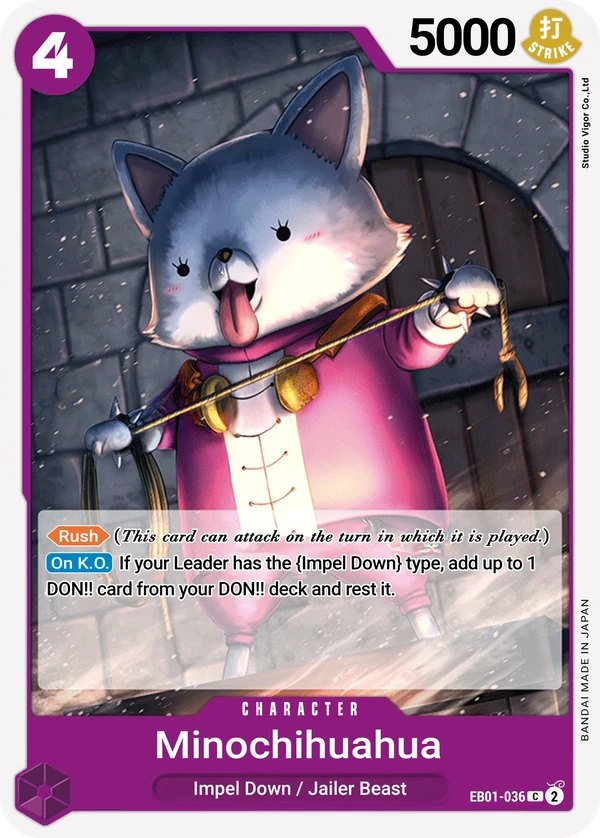 4
5000
打
STRIKE
Studio Vigor Co.,Ltd
Rush (This card can attack on the turn in which it is played.)
On K.O. If your Leader has the {Impel Down} type, add up to 1
DON!! card from your DON!! deck and rest it.
BANDAI MADE IN JAPAN
CHARACTER
Minochihuahua
Impel Down / Jailer Beast
EB01-036 C 2